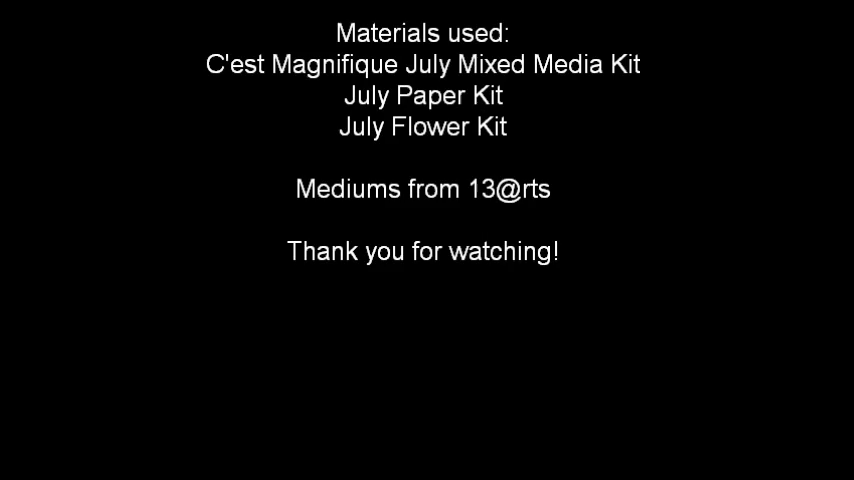 Materials used:
C'est Magnifique July Mixed Media Kit
July Paper Kit
July Flower Kit
Mediums from 13@rts
Thank you for watching!